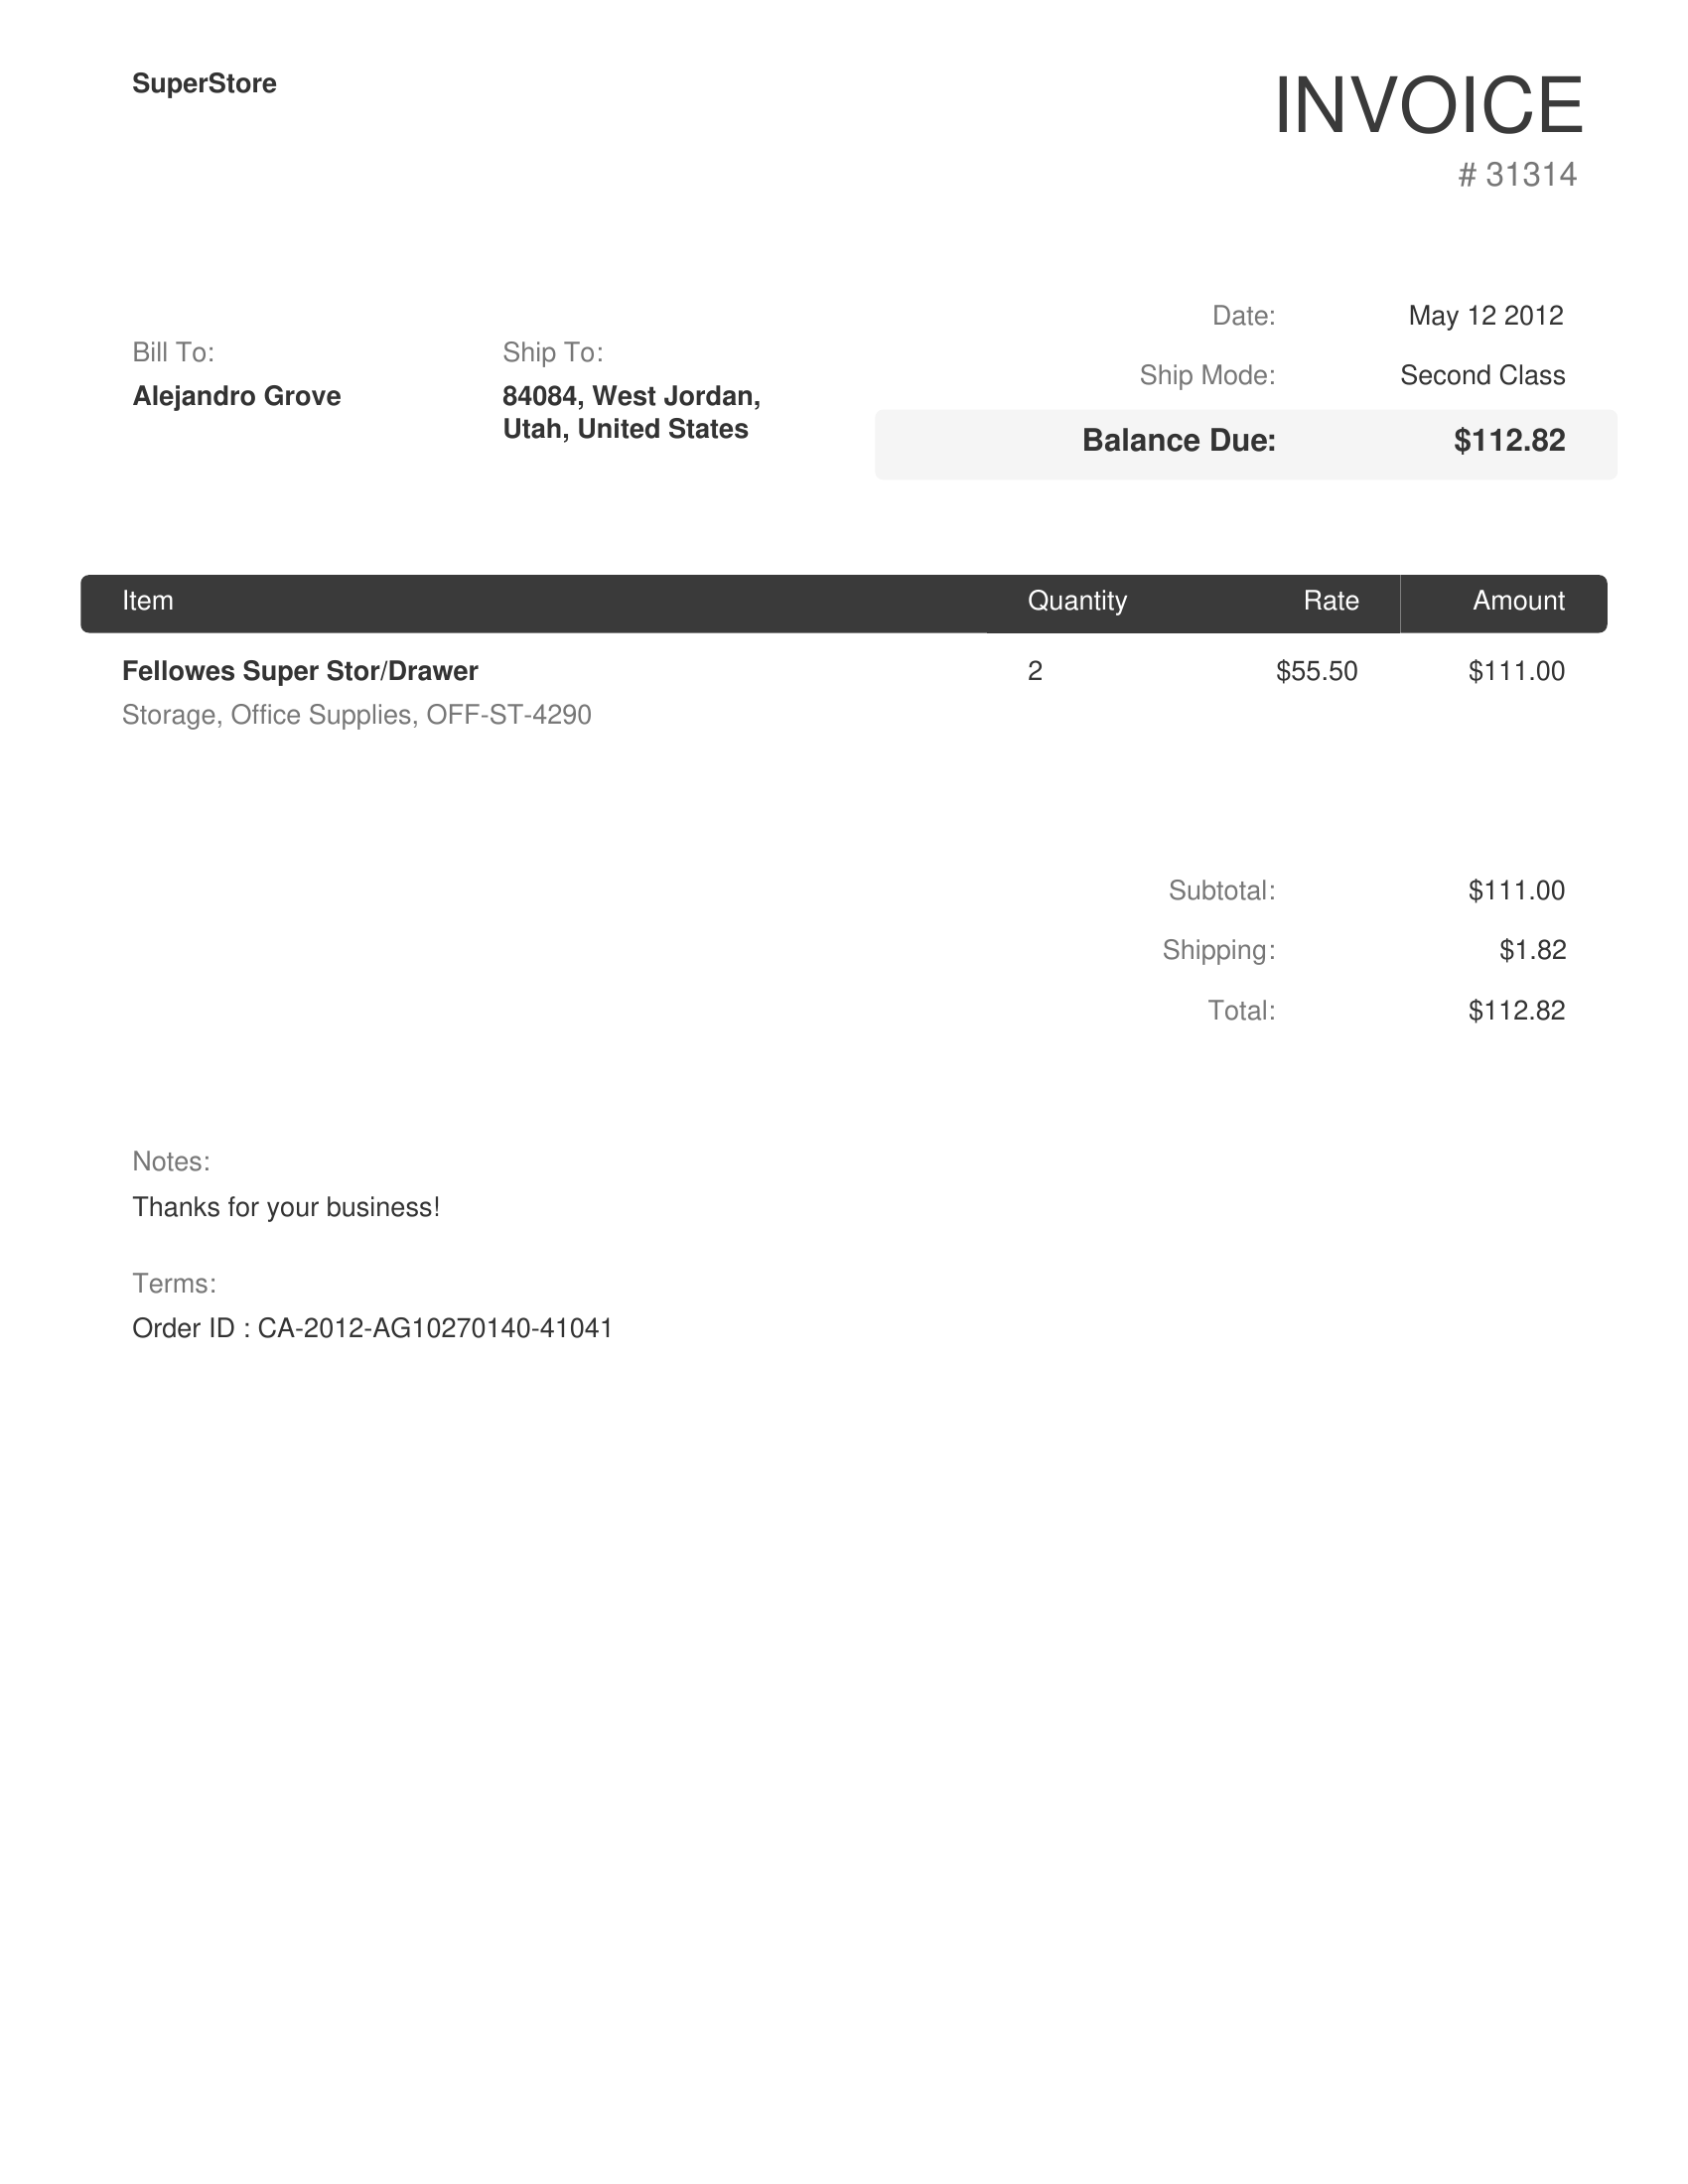 SuperStore
INVOICE
# 31314
Date: May 12 2012
Ship Mode: Second Class
Balance Due: $112.82
Bill To:
Alejandro Grove
Ship To:
84084, West Jordan,
Utah, United States
Item Quantity Rate Amount
Fellowes Super Stor/Drawer 2 $55.50 $111.00
Storage, Office Supplies, OFF-ST-4290
Subtotal: $111.00
Shipping: $1.82
Total: $112.82
Notes:
Thanks for your business!
Terms:
Order ID : CA-2012-AG10270140-41041